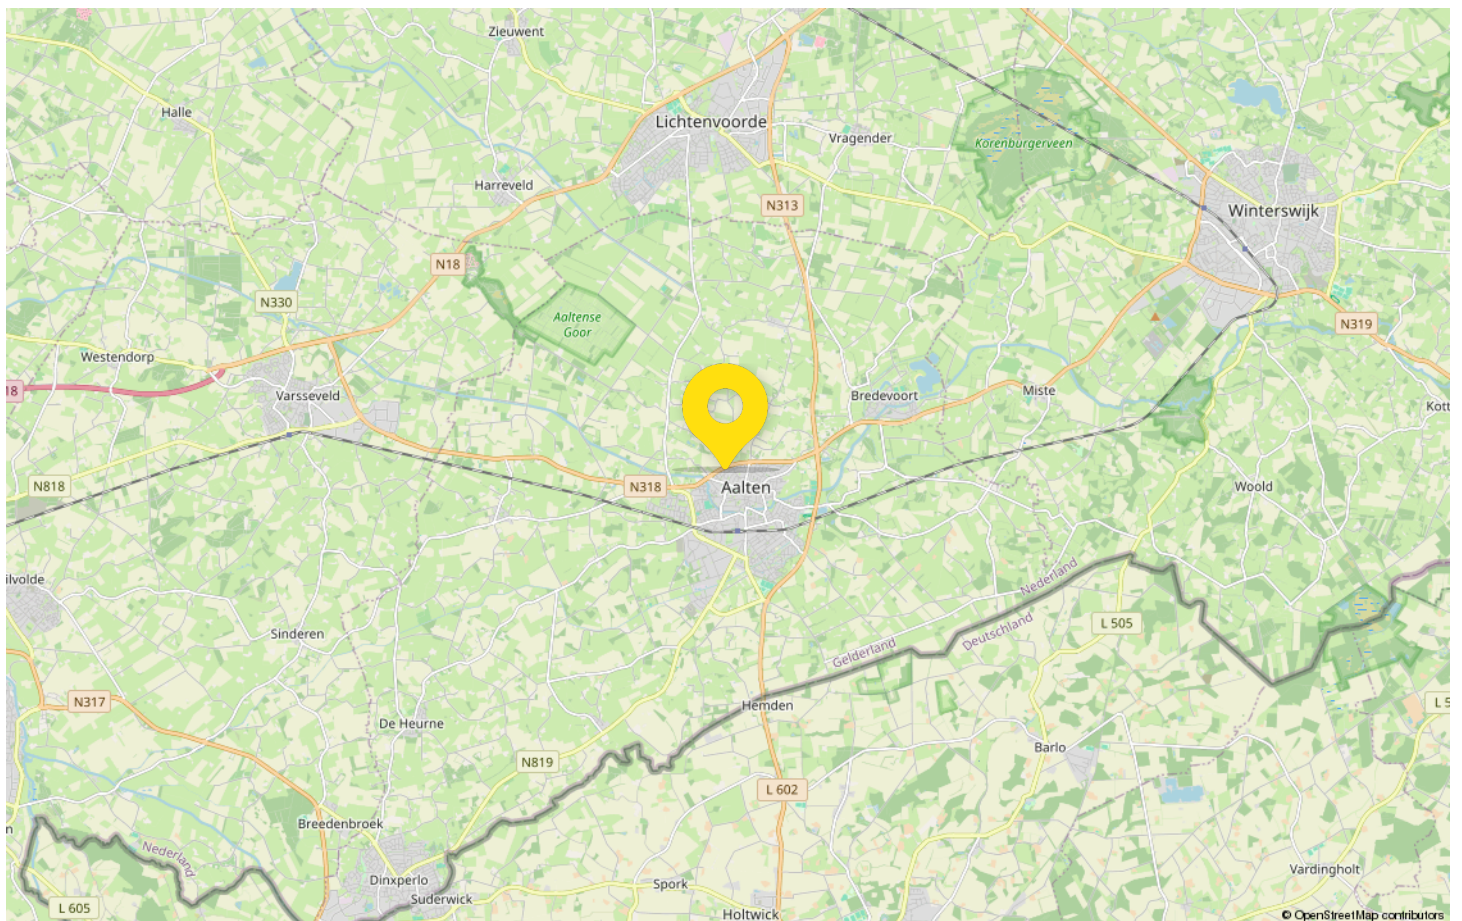 Zieuwent
Halle
Lichtenvoorde
Vragender
Korenburgerveen
Harreveld
N313
Winterswijk
N18
N330
Aaltense
Goor
N319
Westendorp
18
Varsseveld
Bredevoort
Miste
Kott
N818
N318
Aalten
Woold
ilvolde
Nederland
Sinderen
L 505
Deutschland
Gelderland
N317
Hemden
L 5
De Heurne
Barlo
N819
L 602
Breedenbroek
n
Nederland
Dinxperlo
Vardingholt
Spork
Suderwick
L 605
Holtwick
© OpenStreetMap contributors